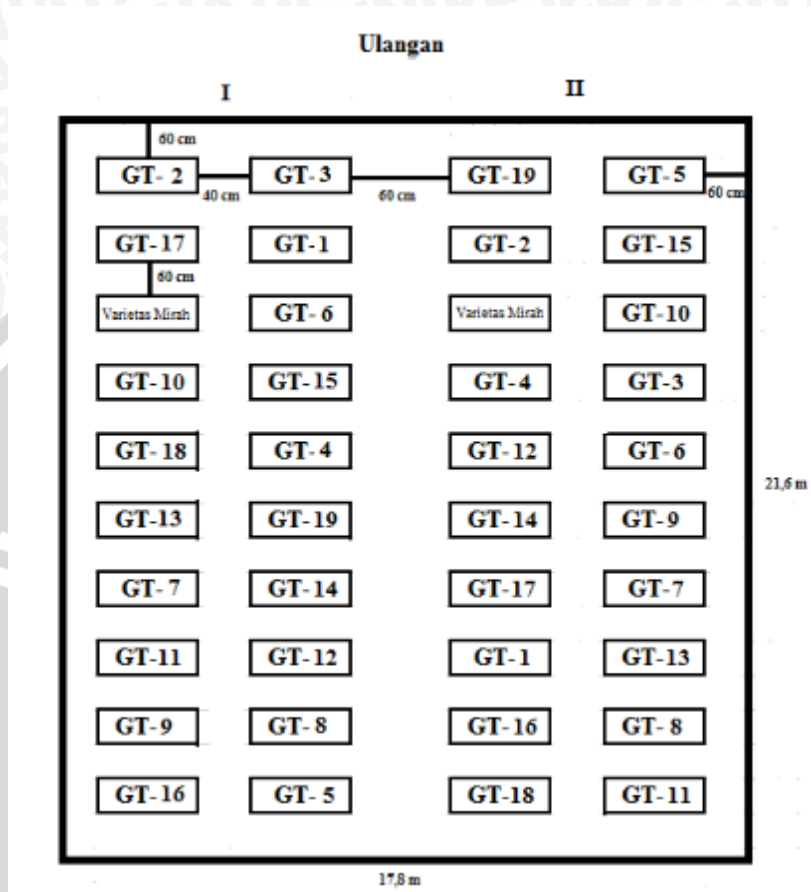 Ulangan
I II
60 cm
GT- 2 GT- 3 GT-19 GT- 5
40 cm 60 cm 60 cm
GT-17 GT-1 GT-2 GT-15
60 cm
Varietas Mirah GT- 6 Varietas Mirah GT-10
GT-10 GT-15 GT-4 GT-3
GT-18 GT-4 GT-12 GT-6
21,6 m
GT-13 GT-19 GT-14 GT-9
GT-7 GT-14 GT-17 GT-7
GT-11 GT-12 GT-1 GT-13
GT-9 GT-8 GT-16 GT-8
GT-16 GT-5 GT-18 GT-11
17,8 m